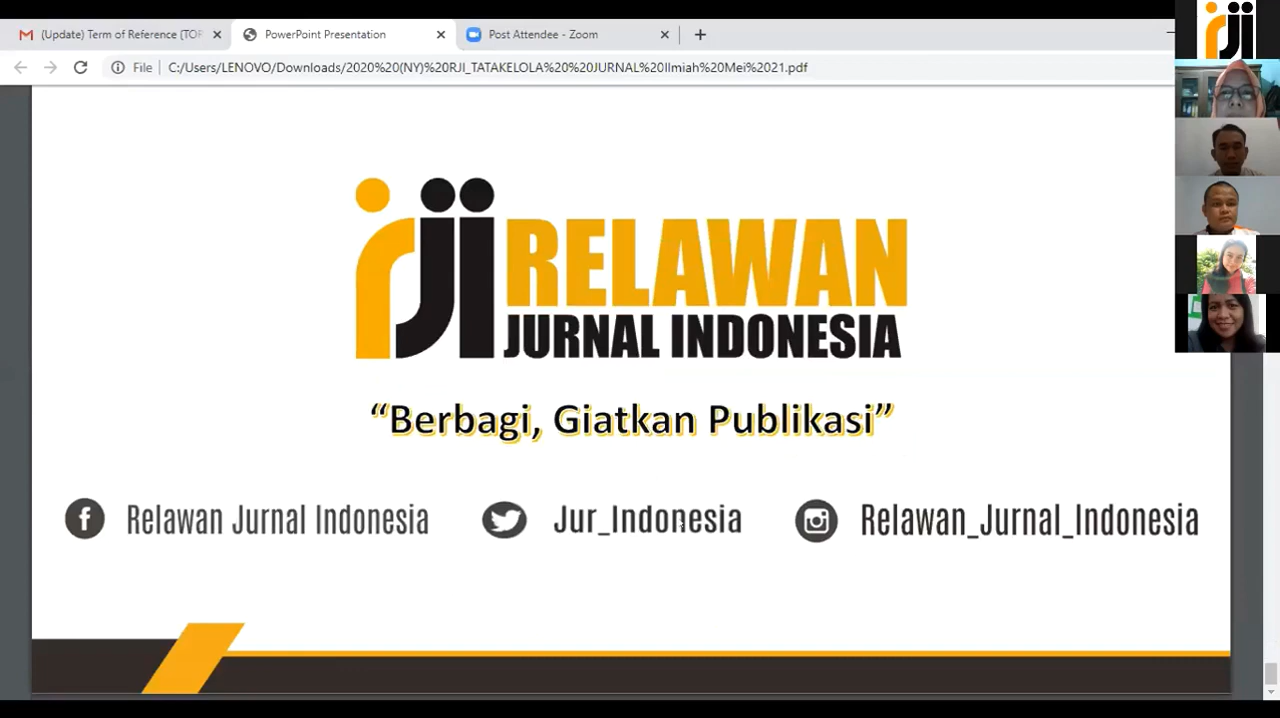 (Update) Term of Reference (TOR
PowerPoint Presentation
Post Attendee - Zoom
File
C:/Users/LENOVO/Downloads/2020%20(NY)%20RJI_TATAKELOLA%20%20JURNAL%20Ilmiah%20Mei%2021.pdf
rji
rji RELAWAN
JURNAL INDONESIA
“Berbagi, Giatkan Publikasi”
Relawan Jurnal Indonesia
Jur_Indonesia
Relawan_Jurnal_Indonesia